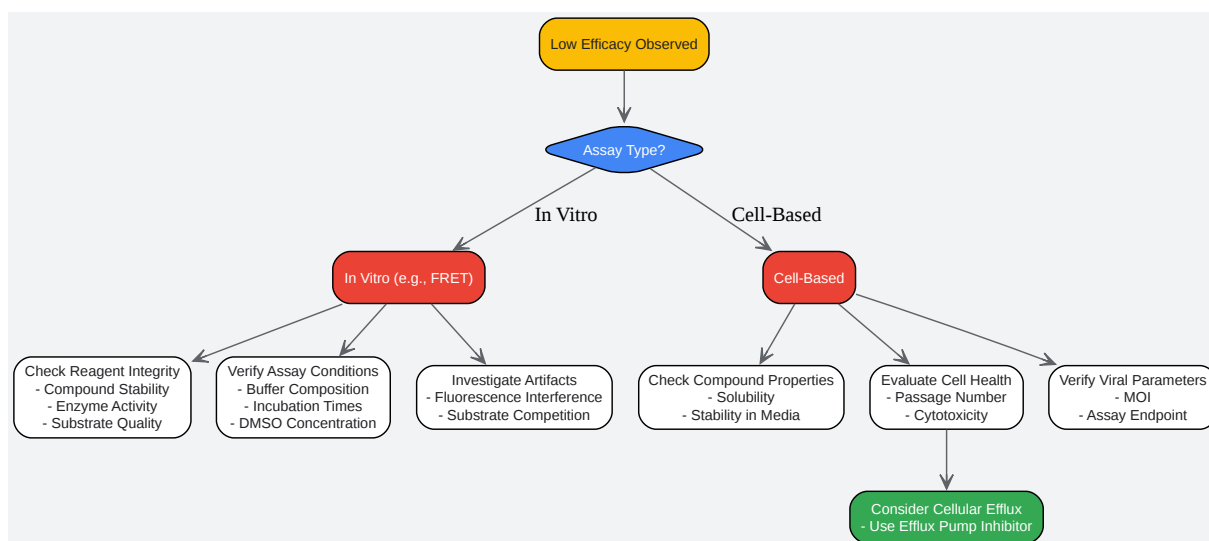 Low Efficacy Observed
Assay Type?
In Vitro
Cell-Based
In Vitro (e.g., FRET)
Cell-Based
Check Reagent Integrity
- Compound Stability
- Enzyme Activity
- Substrate Quality
Verify Assay Conditions
- Buffer Composition
- Incubation Times
- DMSO Concentration
Investigate Artifacts
- Fluorescence Interference
- Substrate Competition
Check Compound Properties
- Solubility
- Stability in Media
Evaluate Cell Health
- Passage Number
- Cytotoxicity
Verify Viral Parameters
- MOI
- Assay Endpoint
Consider Cellular Efflux
- Use Efflux Pump Inhibitor